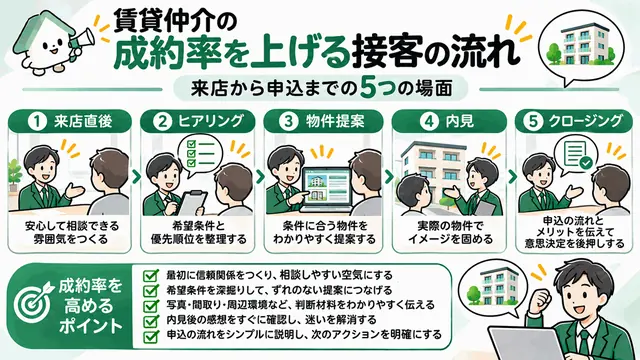 賃貸仲介の
成約率を上げる接客の流れ
来店から申込までの5つの場面
1 来店直後
安心して相談できる
雰囲気をつくる
2 ヒアリング
希望条件と
優先順位を整理する
3 物件提案
条件に合う物件を
わかりやすく提案する
4 内見
実際の物件で
イメージを固める
5 クロージング
申込の流れと
メリットを伝えて
意思決定を後押しする
成約率を
高める
ポイント
最初に信頼関係をつくり、相談しやすい空気にする
希望条件を深掘りして、ずれのない提案につなげる
写真・間取り・周辺環境など、判断材料をわかりやすく伝える
内見後の感想をすぐに確認し、迷いを解消する
申込の流れをシンプルに説明し、次のアクションを明確にする